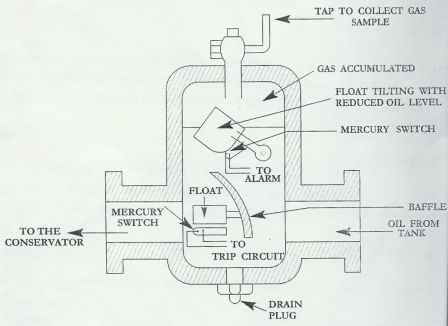 TAP TO COLLECT GAS
SAMPLE
GAS ACCUMULATED
FLOAT TILTING WITH
REDUCED OIL LEVEL
MERCURY SWITCH
TO
ALARM
FLOAT
BAFFLE
MERCURY
SWITCH
OIL FROM
TANK
TO THE
CONSERVATOR
TO
TRIP CIRCUIT
DRAIN
PLUG